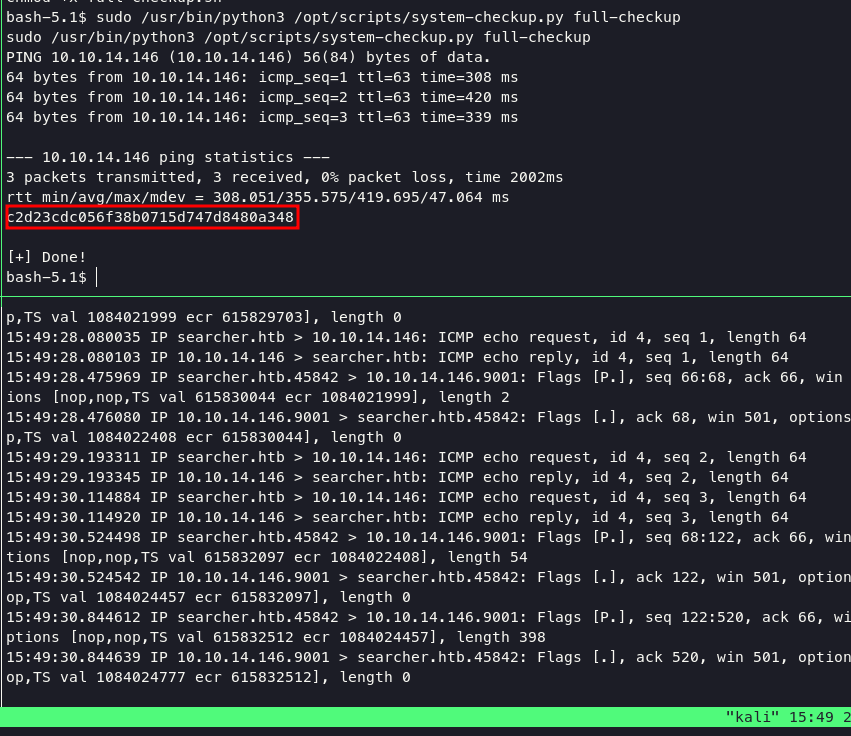 bash-5.1$ sudo /usr/bin/python3 /opt/scripts/system-checkup.py full-checkup
sudo /usr/bin/python3 /opt/scripts/system-checkup.py full-checkup
PING 10.10.14.146 (10.10.14.146) 56(84) bytes of data.
64 bytes from 10.10.14.146: icmp_seq=1 ttl=63 time=308 ms
64 bytes from 10.10.14.146: icmp_seq=2 ttl=63 time=420 ms
64 bytes from 10.10.14.146: icmp_seq=3 ttl=63 time=339 ms
--- 10.10.14.146 ping statistics ---
3 packets transmitted, 3 received, 0% packet loss, time 2002ms
rtt min/avg/max/mdev = 308.051/355.575/419.695/47.064 ms
c2d23cdc056f38b0715d747d8480a348
[+] Done!
bash-5.1$
p,TS val 1084021999 ecr 615829703], length 0
15:49:28.080035 IP searcher.htb > 10.10.14.146: ICMP echo request, id 4, seq 1, length 64
15:49:28.080103 IP 10.10.14.146 > searcher.htb: ICMP echo reply, id 4, seq 1, length 64
15:49:28.475969 IP searcher.htb.45842 > 10.10.14.146.9001: Flags [P.], seq 66:68, ack 66, win
ions [nop,nop,TS val 615830044 ecr 1084021999], length 2
15:49:28.476080 IP 10.10.14.146.9001 > searcher.htb.45842: Flags [.], ack 68, win 501, options
p,TS val 1084022408 ecr 615830044], length 0
15:49:29.193311 IP searcher.htb > 10.10.14.146: ICMP echo request, id 4, seq 2, length 64
15:49:29.193345 IP 10.10.14.146 > searcher.htb: ICMP echo reply, id 4, seq 2, length 64
15:49:30.114884 IP searcher.htb > 10.10.14.146: ICMP echo request, id 4, seq 3, length 64
15:49:30.114920 IP 10.10.14.146 > searcher.htb: ICMP echo reply, id 4, seq 3, length 64
15:49:30.524498 IP searcher.htb.45842 > 10.10.14.146.9001: Flags [P.], seq 68:122, ack 66, win
tions [nop,nop,TS val 615832097 ecr 1084022408], length 54
15:49:30.524542 IP 10.10.14.146.9001 > searcher.htb.45842: Flags [.], ack 122, win 501, option
op,TS val 1084024457 ecr 615832097], length 0
15:49:30.844612 IP searcher.htb.45842 > 10.10.14.146.9001: Flags [P.], seq 122:520, ack 66, wi
ptions [nop,nop,TS val 615832512 ecr 1084024457], length 398
15:49:30.844639 IP 10.10.14.146.9001 > searcher.htb.45842: Flags [.], ack 520, win 501, option
op,TS val 1084024777 ecr 615832512], length 0
"kali" 15:49 2